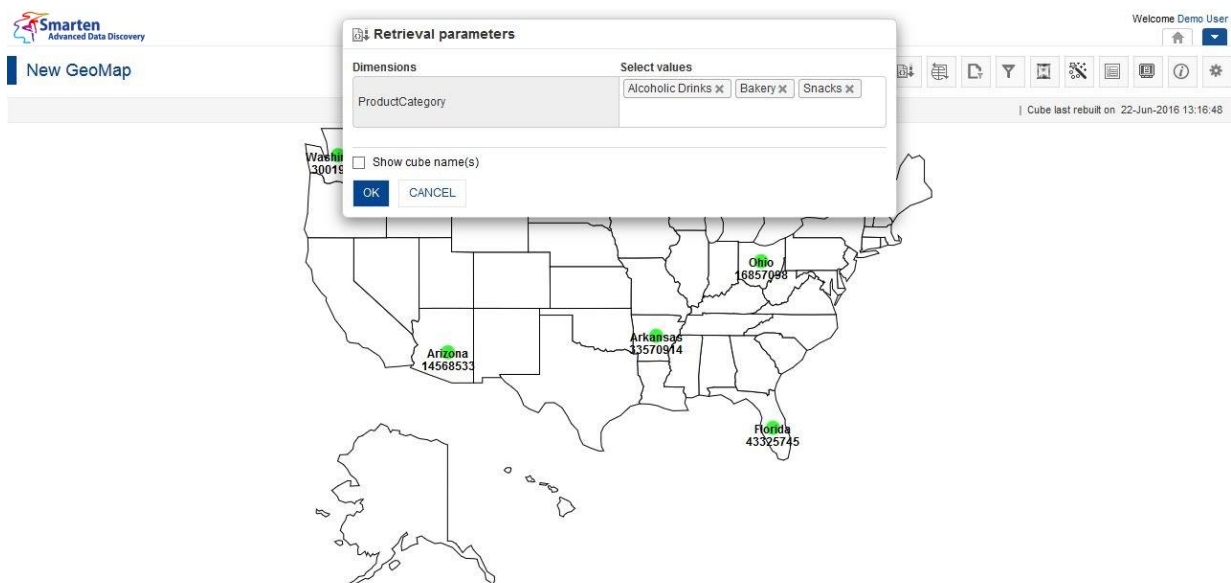 Smarten
Advanced Data Discovery
Welcome Demo User
New GeoMap
Retrieval parameters
Dimensions
Select values
ProductCategory
Alcoholic Drinks × Bakery × Snacks ×
Show cube name(s)
OK
CANCEL
| Cube last rebuilt on 22-Jun-2016 13:16:48
Ohio
16857098
Arkansas
33570914
Arizona
14568533
Florida
43325745